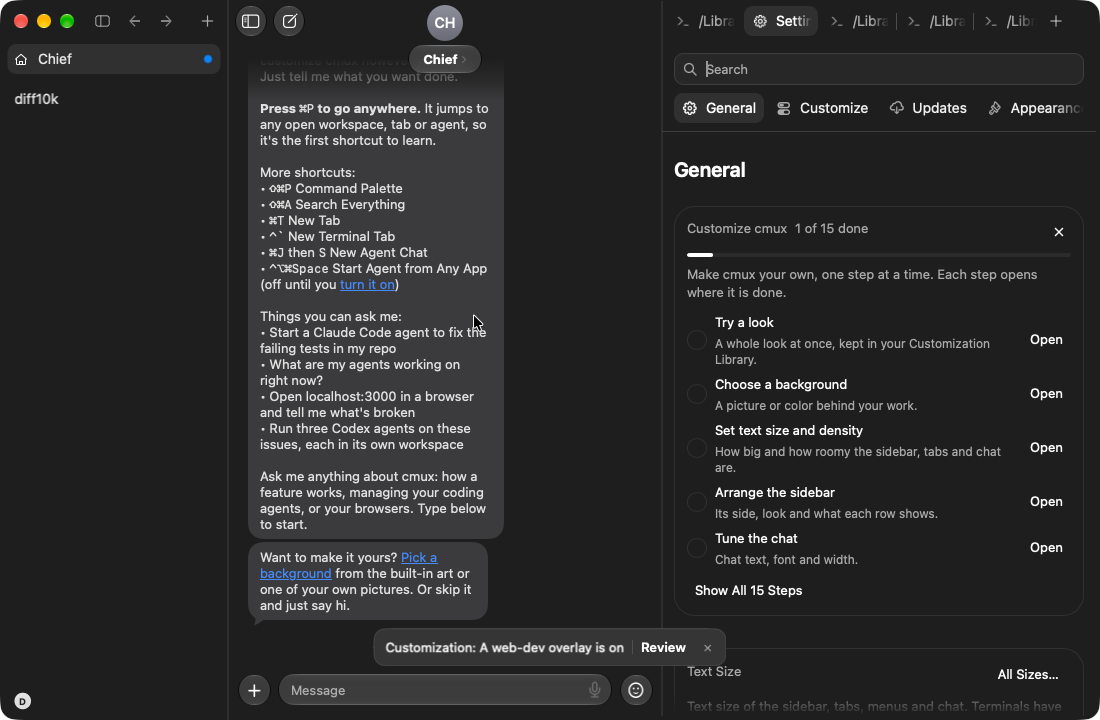 Chief
diff10k
D
CH
Chief
Just tell me what you want done.
Press ⌘P to go anywhere. It jumps to
any open workspace, tab or agent, so
it's the first shortcut to learn.
More shortcuts:
• ⇧⌘P Command Palette
• ⇧⌘A Search Everything
• ⌘T New Tab
• ^` New Terminal Tab
• ⌘J then S New Agent Chat
• ^⌥⌘Space Start Agent from Any App
(off until you turn it on)
Things you can ask me:
• Start a Claude Code agent to fix the
failing tests in my repo
• What are my agents working on
right now?
• Open localhost:3000 in a browser
and tell me what's broken
• Run three Codex agents on these
issues, each in its own workspace
Ask me anything about cmux: how a
feature works, managing your coding
agents, or your browsers. Type below
to start.
Want to make it yours? Pick a
background from the built-in art or
one of your own pictures. Or skip it
and just say hi.
Customization: A web-dev overlay is on Review
Message
/Libra Settin /Libra /Libra /Libr
Search
General Customize Updates Appearanc
General
Customize cmux 1 of 15 done
Make cmux your own, one step at a time. Each step opens
where it is done.
Try a look
A whole look at once, kept in your Customization
Library.
Open
Choose a background
A picture or color behind your work.
Open
Set text size and density
How big and how roomy the sidebar, tabs and chat
are.
Open
Arrange the sidebar
Its side, look and what each row shows.
Open
Tune the chat
Chat text, font and width.
Open
Show All 15 Steps
Text Size
All Sizes...
Text size of the sidebar, tabs, menus and chat. Terminals have